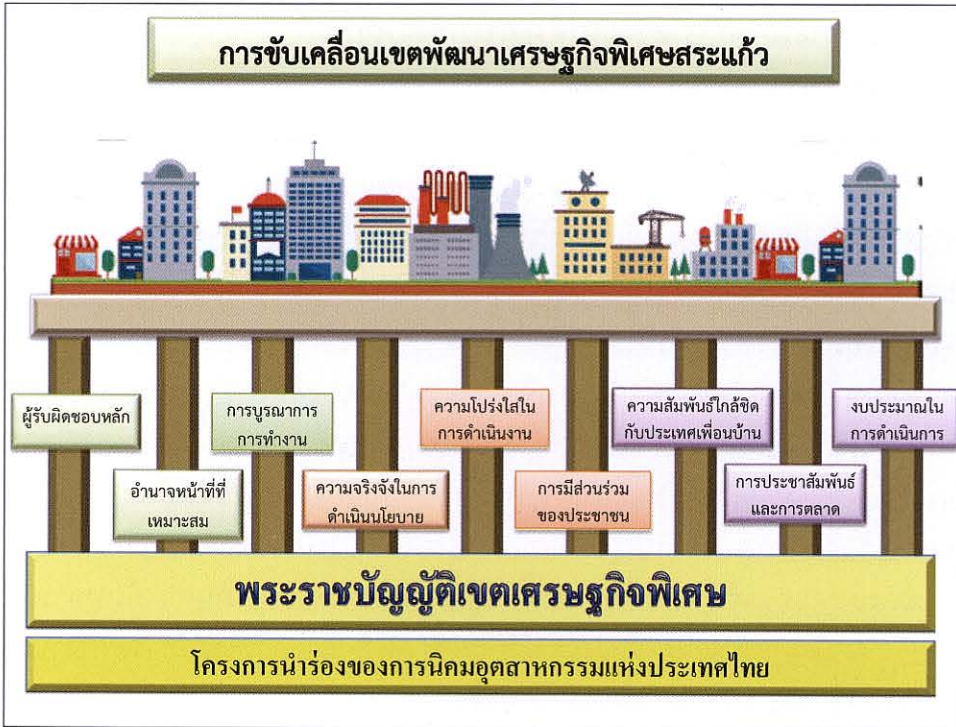 การขับเคลื่อนเขตพัฒนาเศรษฐกิจพิเศษสระแก้ว
ผู้รับผิดชอบหลัก
อำนาจหน้าที่ที่
เหมาะสม
การบูรณาการ
การทำงาน
ความจริงจังในการ
ดำเนินนโยบาย
ความโปร่งใสใน
การดำเนินงาน
การมีส่วนร่วม
ของประชาชน
ความสัมพันธ์ใกล้ชิด
กับประเทศเพื่อนบ้าน
การประชาสัมพันธ์
และการตลาด
งบประมาณใน
การดำเนินการ
พระราชบัญญัติเขตเศรษฐกิจพิเศษ
โครงการนำร่องของการนิคมอุตสาหกรรมแห่งประเทศไทย